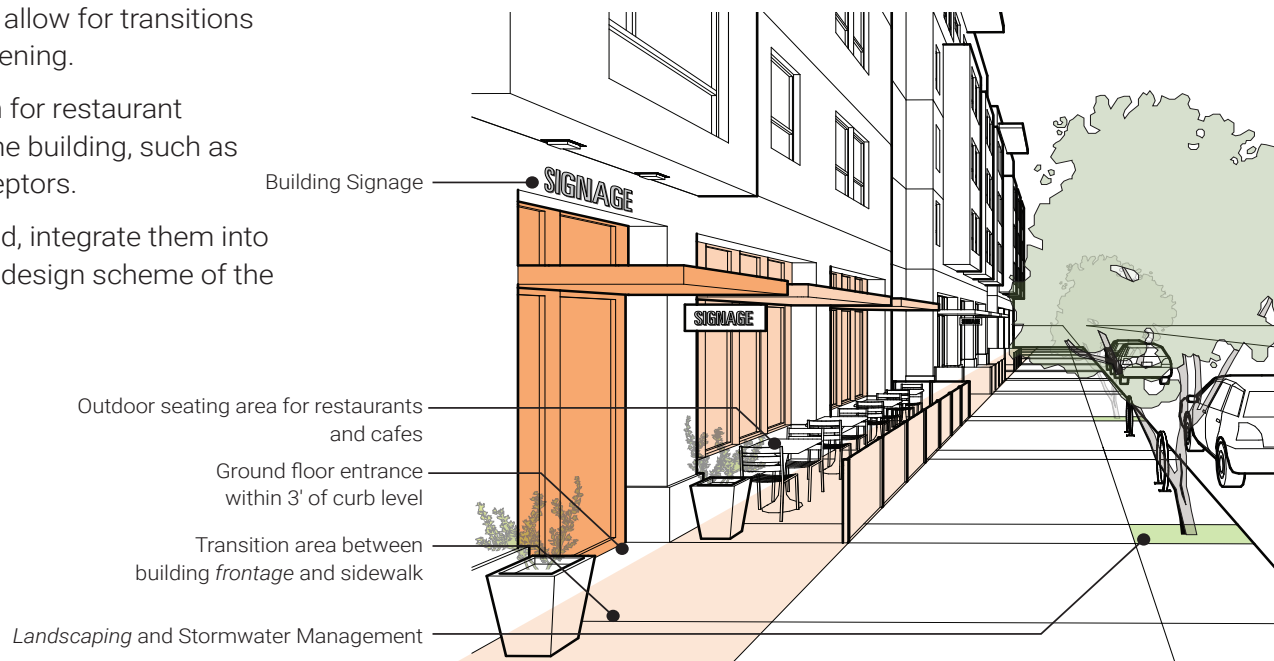 allow for transitions
ening.
for restaurant
he building, such as
eptors.
d, integrate them into
design scheme of the
Building Signage
SIGNAGE
SIGNAGE
Outdoor seating area for restaurants
and cafes
Ground floor entrance
within 3' of curb level
Transition area between
building frontage and sidewalk
Landscaping and Stormwater Management